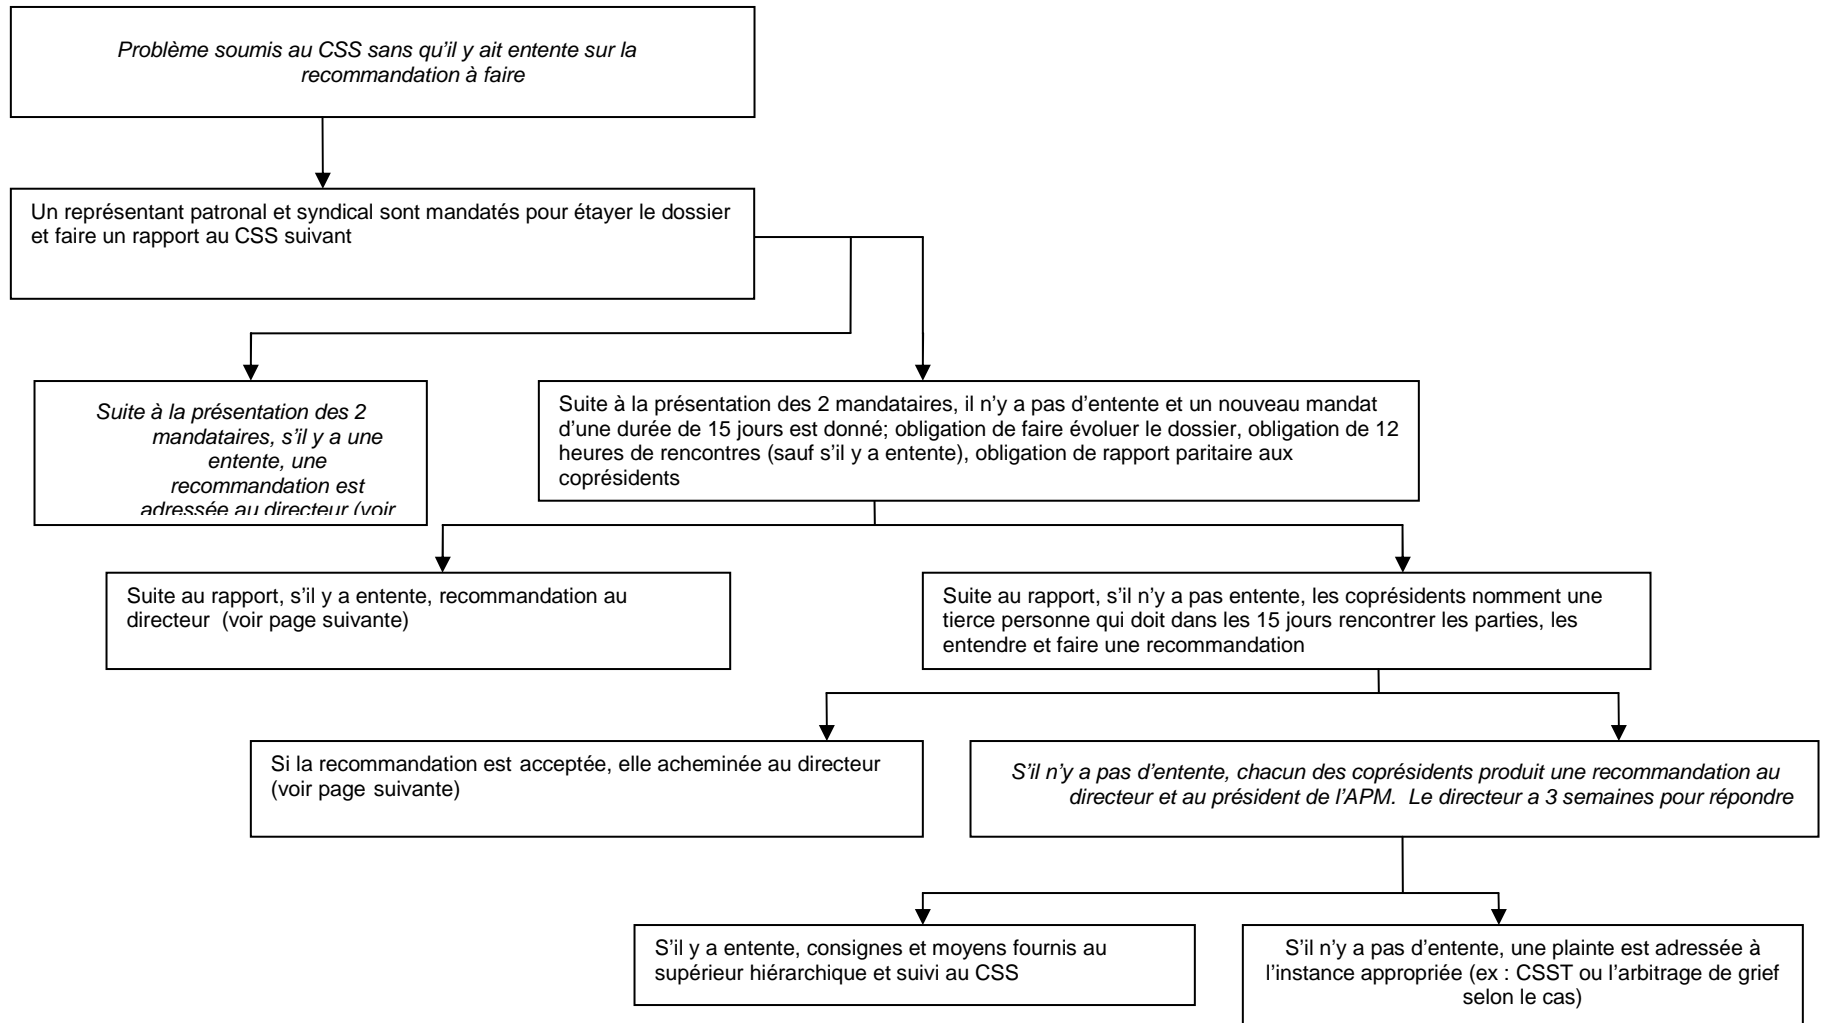 Problème soumis au CSS sans qu’il y ait entente sur la
recommandation à faire
Un représentant patronal et syndical sont mandatés pour étayer le dossier
et faire un rapport au CSS suivant
Suite à la présentation des 2
mandataires, s’il y a une
entente, une
recommandation est
adressée au directeur (voir
Suite à la présentation des 2 mandataires, il n’y a pas d’entente et un nouveau mandat
d’une durée de 15 jours est donné; obligation de faire évoluer le dossier, obligation de 12
heures de rencontres (sauf s’il y a entente), obligation de rapport paritaire aux
coprésidents
Suite au rapport, s’il y a entente, recommandation au
directeur (voir page suivante)
Suite au rapport, s’il n’y a pas entente, les coprésidents nomment une
tierce personne qui doit dans les 15 jours rencontrer les parties, les
entendre et faire une recommandation
Si la recommandation est acceptée, elle acheminée au directeur
(voir page suivante)
S’il n’y a pas d’entente, chacun des coprésidents produit une recommandation au
directeur et au président de l’APM. Le directeur a 3 semaines pour répondre
S’il y a entente, consignes et moyens fournis au
supérieur hiérarchique et suivi au CSS
S’il n’y a pas d’entente, une plainte est adressée à
l’instance appropriée (ex : CSST ou l’arbitrage de grief
selon le cas)